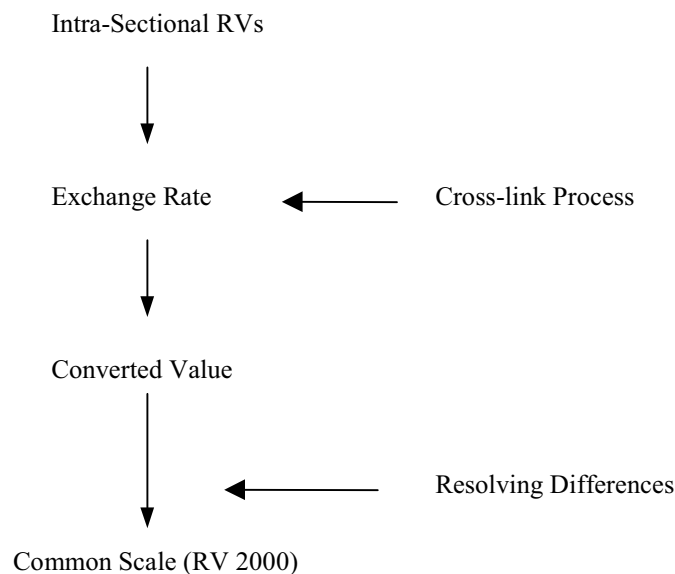 Intra-Sectional RVs
Exchange Rate
Cross-link Process
Converted Value
Resolving Differences
Common Scale (RV 2000)